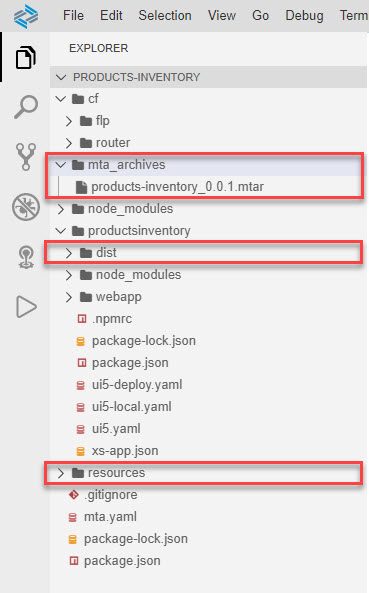 File Edit Selection View Go Debug Term
EXPLORER
PRODUCTS-INVENTORY
cf
flp
router
mta_archives
products-inventory_0.0.1.mtar
node_modules
productsinventory
dist
node_modules
webapp
.npmrc
package-lock.json
package.json
ui5-deploy.yaml
ui5-local.yaml
ui5.yaml
xs-app.json
resources
.gitignore
mta.yaml
package-lock.json
package.json